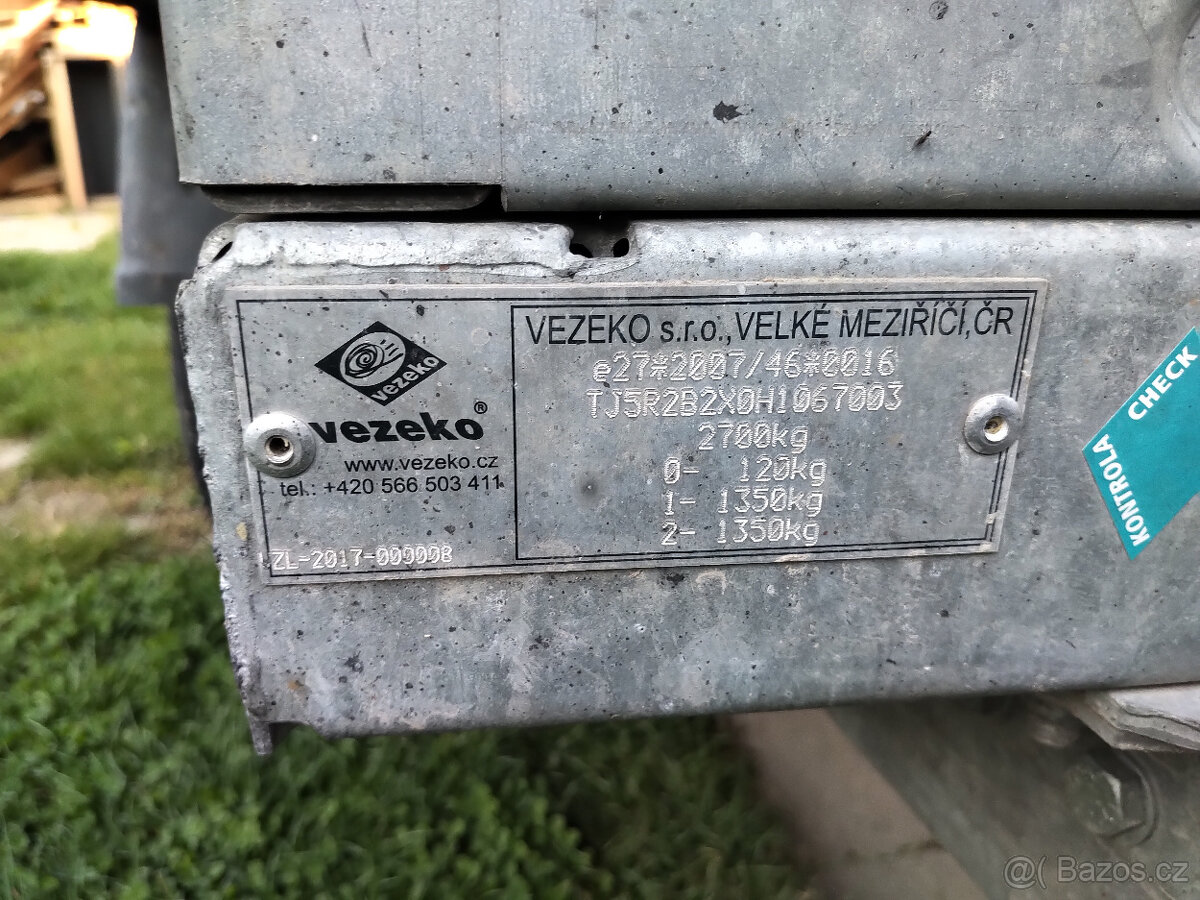 vezeko
vezeko®
www.vezeko.cz
tel.: +420 566 503 411
ZL-2017-000008
VEZEKO s.r.o.,VELKÉ MEZIŘÍČÍ,ČR
e27*2007/46*0016
TJ5R2B2X0H1067003
2700kg
0- 120kg
1- 1350kg
2- 1350kg
KONTROLA
CHECK
@() Bazos.cz